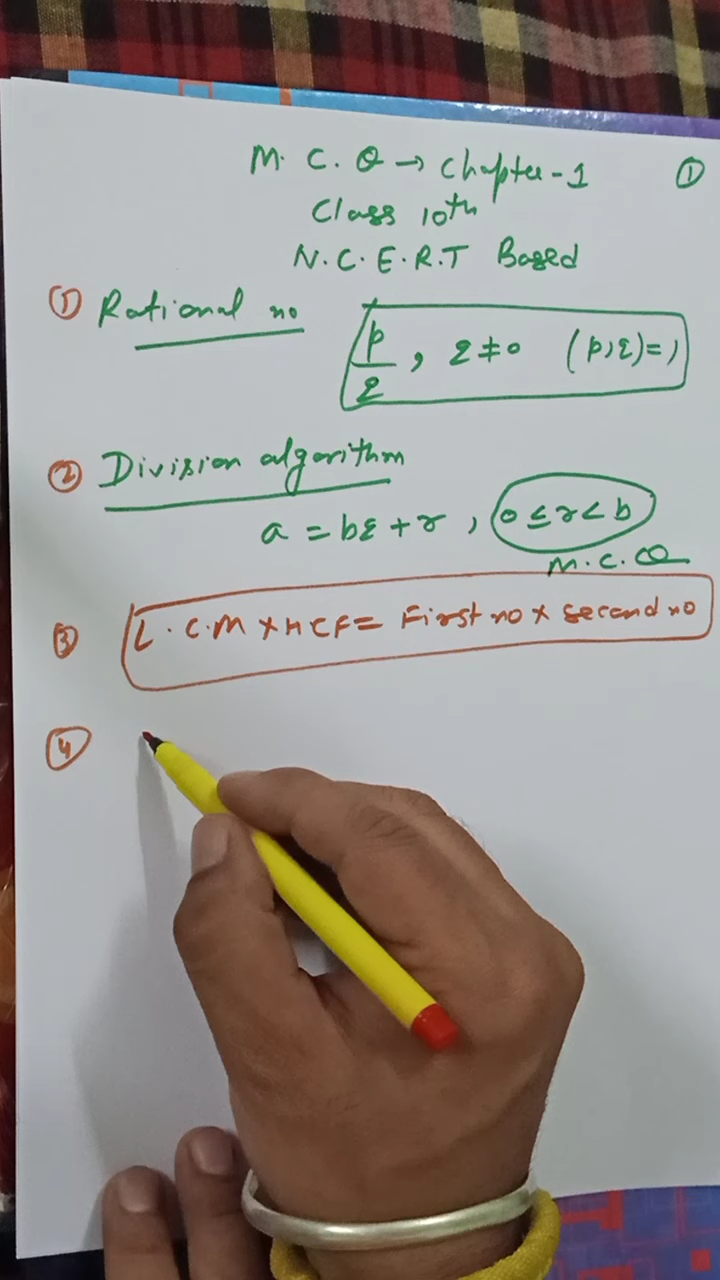 M. C. Q → Chapter-1 ①
Class 10th
N.C.E.R.T Based
① Rational no p/q, q≠0 (p,q)=1
② Division algorithm
a = bq + r, 0 ≤ r < b
M.C.Q
③ L.C.M × HCF = First no × second no
④